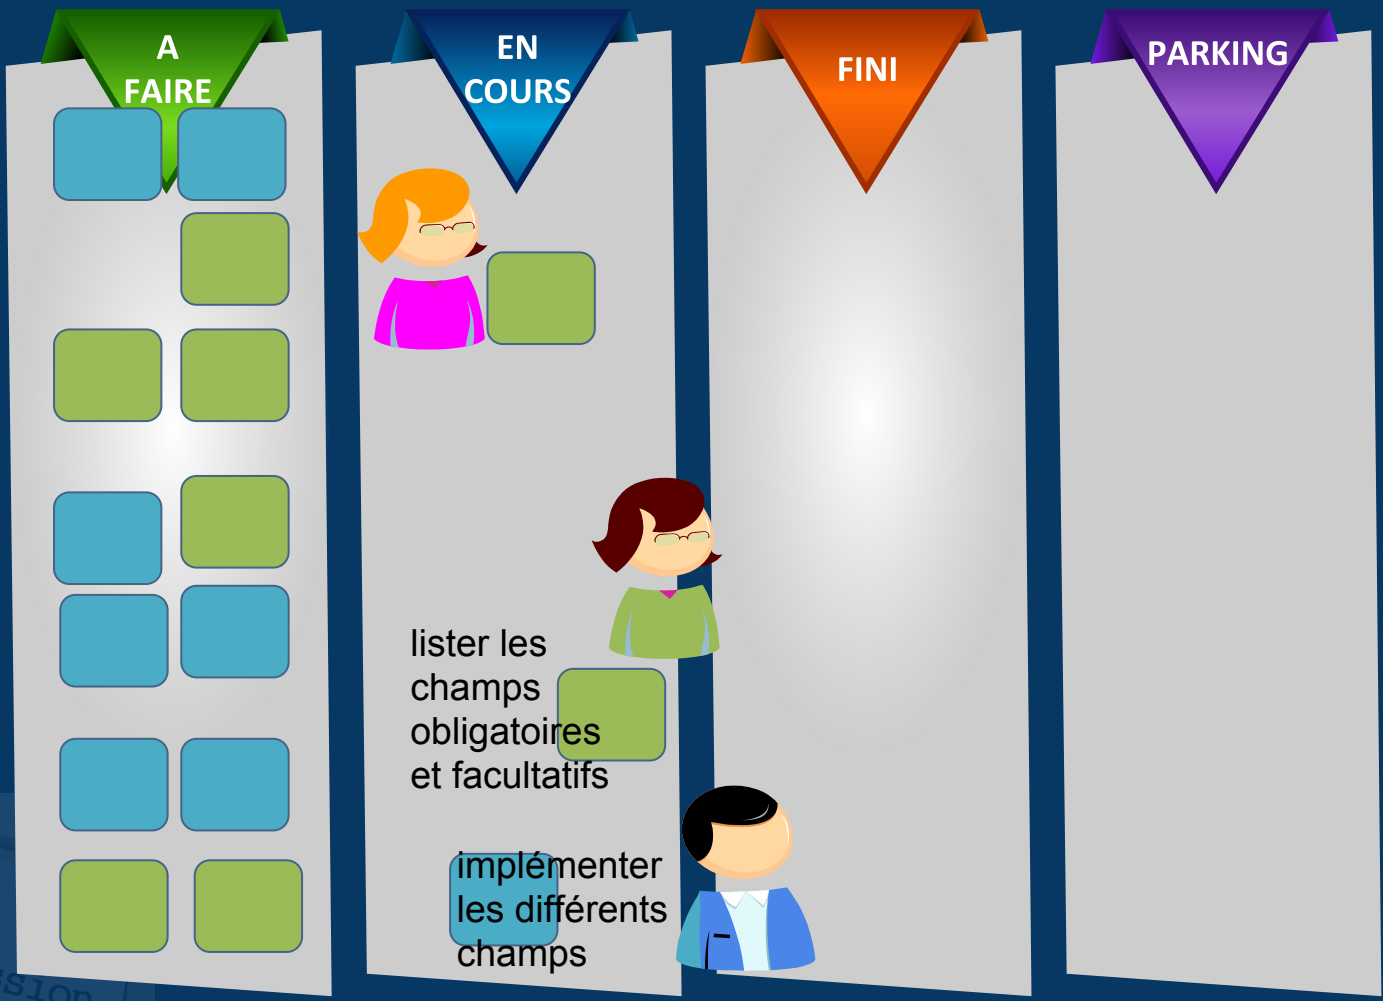 A
FAIRE
EN
COURS
FINI
PARKING
lister les
champs
obligatoires
et facultatifs
implémenter
les différents
champs